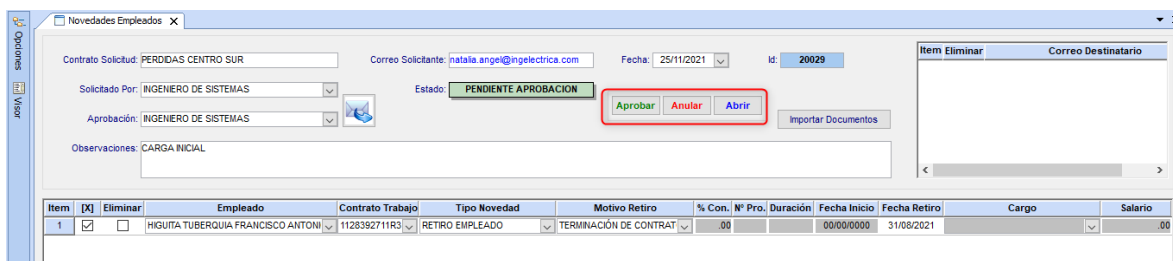 Novedades Empleados X
Opciones
Visor
Contrato Solicitud: PERDIDAS CENTRO SUR Correo Solicitante: natalia.angel@ingelectrica.com Fecha: 25/11/2021 Id: 20029
Solicitado Por: INGENIERO DE SISTEMAS Estado: PENDIENTE APROBACION
Aprobar Anular Abrir
Aprobación: INGENIERO DE SISTEMAS Importar Documentos
Observaciones: CARGA INICIAL
Item Eliminar Correo Destinatario
Item [X] Eliminar Empleado Contrato Trabajo Tipo Novedad Motivo Retiro % Con. Nº Pro. Duración Fecha Inicio Fecha Retiro Cargo Salario
1 HIGUITA TUBERQUIA FRANCISCO ANTONI 1128392711R3 RETIRO EMPLEADO TERMINACIÓN DE CONTRAT .00 00/00/0000 31/08/2021 .00